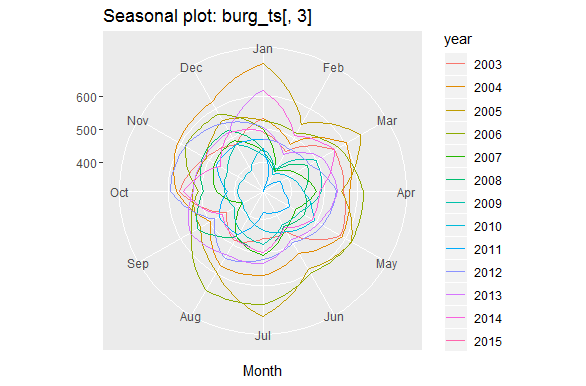 Seasonal plot: burg_ts[, 3]
year
Jan
Dec
Feb
2003
2004
600
2005
Nov
Mar
2006
500
2007
400
2008
Oct
Apr
2009
2010
2011
Sep
May
2012
2013
Aug
Jun
2014
Jul
2015
Month